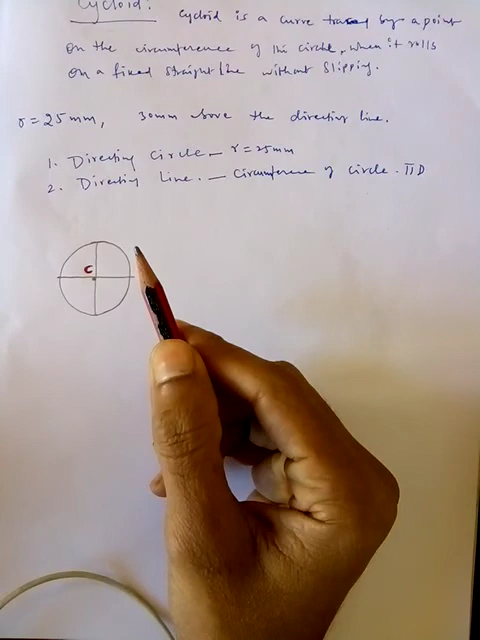 Cycloid:
Cycloid is a curve traced by a point
on the circumference of the circle, when it rolls
on a fixed straight line without slipping.
r = 25mm, 30mm above the directing line.
1. Directing Circle – r = 25mm
2. Directing Line. – Circumference of circle. ΠD
C